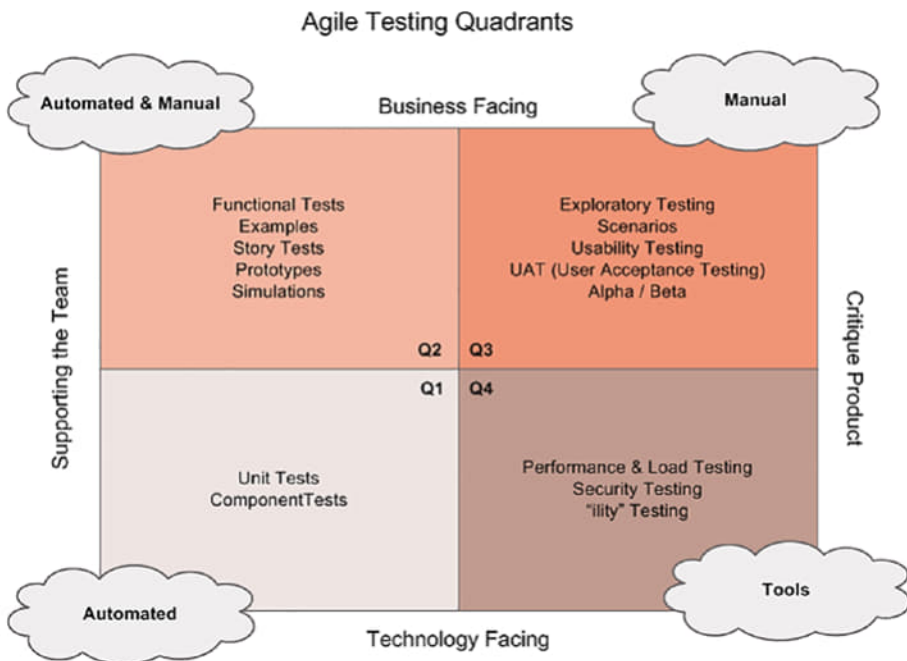 Agile Testing Quadrants
Automated & Manual
Business Facing
Manual
Functional Tests
Examples
Story Tests
Prototypes
Simulations
Q2
Exploratory Testing
Scenarios
Usability Testing
UAT (User Acceptance Testing)
Alpha / Beta
Q3
Supporting the Team
Critique Product
Q1
Unit Tests
ComponentTests
Q4
Performance & Load Testing
Security Testing
"ility" Testing
Automated
Technology Facing
Tools